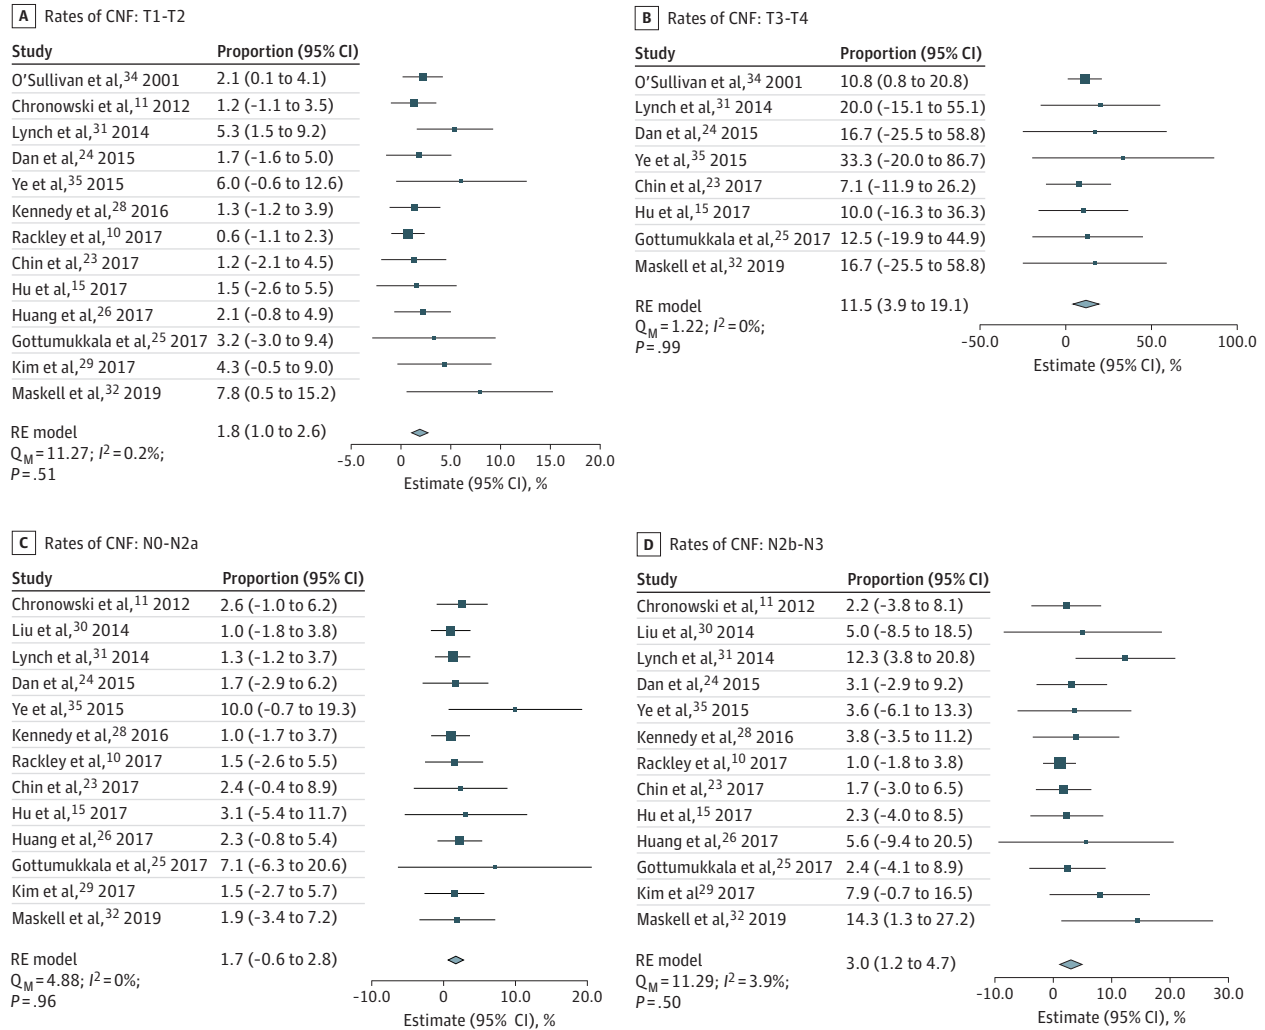 A Rates of CNF: T1-T2
Study Proportion (95% CI)
O'Sullivan et al,34 2001 2.1 (0.1 to 4.1)
Chronowski et al,11 2012 1.2 (-1.1 to 3.5)
Lynch et al,31 2014 5.3 (1.5 to 9.2)
Dan et al,24 2015 1.7 (-1.6 to 5.0)
Ye et al,35 2015 6.0 (-0.6 to 12.6)
Kennedy et al,28 2016 1.3 (-1.2 to 3.9)
Rackley et al,10 2017 0.6 (-1.1 to 2.3)
Chin et al,23 2017 1.2 (-2.1 to 4.5)
Hu et al,15 2017 1.5 (-2.6 to 5.5)
Huang et al,26 2017 2.1 (-0.8 to 4.9)
Gottumukkala et al,25 2017 3.2 (-3.0 to 9.4)
Kim et al,29 2017 4.3 (-0.5 to 9.0)
Maskell et al,32 2019 7.8 (0.5 to 15.2)
RE model 1.8 (1.0 to 2.6)
QM=11.27; I2=0.2%;
P=.51
-5.0 0 5.0 10.0 15.0 20.0
Estimate (95% CI), %
B Rates of CNF: T3-T4
Study Proportion (95% CI)
O'Sullivan et al,34 2001 10.8 (0.8 to 20.8)
Lynch et al,31 2014 20.0 (-15.1 to 55.1)
Dan et al,24 2015 16.7 (-25.5 to 58.8)
Ye et al,35 2015 33.3 (-20.0 to 86.7)
Chin et al,23 2017 7.1 (-11.9 to 26.2)
Hu et al,15 2017 10.0 (-16.3 to 36.3)
Gottumukkala et al,25 2017 12.5 (-19.9 to 44.9)
Maskell et al,32 2019 16.7 (-25.5 to 58.8)
RE model 11.5 (3.9 to 19.1)
QM=1.22; I2=0%;
P=.99
-50.0 0 50.0 100.0
Estimate (95% CI), %
C Rates of CNF: N0-N2a
Study Proportion (95% CI)
Chronowski et al,11 2012 2.6 (-1.0 to 6.2)
Liu et al,30 2014 1.0 (-1.8 to 3.8)
Lynch et al,31 2014 1.3 (-1.2 to 3.7)
Dan et al,24 2015 1.7 (-2.9 to 6.2)
Ye et al,35 2015 10.0 (-0.7 to 19.3)
Kennedy et al,28 2016 1.0 (-1.7 to 3.7)
Rackley et al,10 2017 1.5 (-2.6 to 5.5)
Chin et al,23 2017 2.4 (-0.4 to 8.9)
Hu et al,15 2017 3.1 (-5.4 to 11.7)
Huang et al,26 2017 2.3 (-0.8 to 5.4)
Gottumukkala et al,25 2017 7.1 (-6.3 to 20.6)
Kim et al,29 2017 1.5 (-2.7 to 5.7)
Maskell et al,32 2019 1.9 (-3.4 to 7.2)
RE model 1.7 (-0.6 to 2.8)
QM=4.88; I2=0%;
P=.96
-10.0 0 10.0 20.0
Estimate (95% CI), %
D Rates of CNF: N2b-N3
Study Proportion (95% CI)
Chronowski et al,11 2012 2.2 (-3.8 to 8.1)
Liu et al,30 2014 5.0 (-8.5 to 18.5)
Lynch et al,31 2014 12.3 (3.8 to 20.8)
Dan et al,24 2015 3.1 (-2.9 to 9.2)
Ye et al,35 2015 3.6 (-6.1 to 13.3)
Kennedy et al,28 2016 3.8 (-3.5 to 11.2)
Rackley et al,10 2017 1.0 (-1.8 to 3.8)
Chin et al,23 2017 1.7 (-3.0 to 6.5)
Hu et al,15 2017 2.3 (-4.0 to 8.5)
Huang et al,26 2017 5.6 (-9.4 to 20.5)
Gottumukkala et al,25 2017 2.4 (-4.1 to 8.9)
Kim et al29 2017 7.9 (-0.7 to 16.5)
Maskell et al,32 2019 14.3 (1.3 to 27.2)
RE model 3.0 (1.2 to 4.7)
QM=11.29; I2=3.9%;
P=.50
-10.0 0 10.0 20.0 30.0
Estimate (95% CI), %